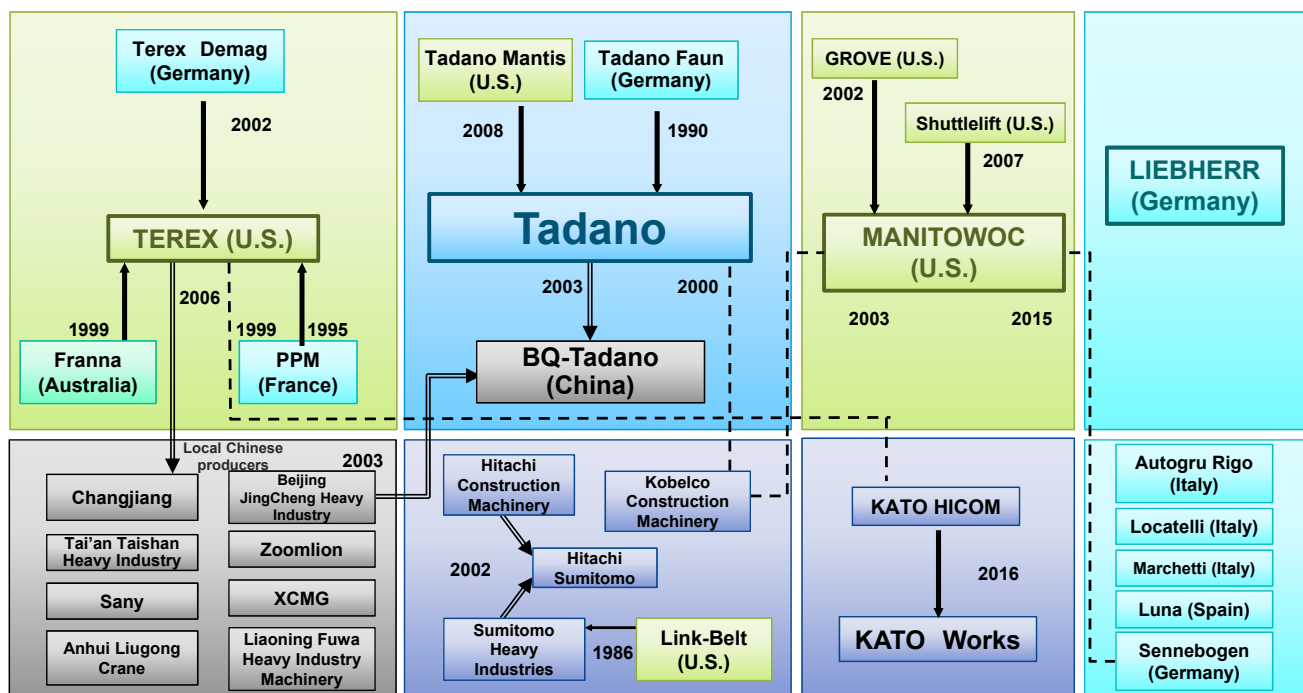 Terex Demag
(Germany)
2002
TEREX (U.S.)
2006
1999
1999
1995
Franna
(Australia)
PPM
(France)
Tadano Mantis
(U.S.)
Tadano Faun
(Germany)
2008
1990
Tadano
2003
2000
BQ-Tadano
(China)
GROVE (U.S.)
2002
Shuttlelift (U.S.)
2007
MANITOWOC
(U.S.)
2003
2015
LIEBHERR
(Germany)
Local Chinese
producers
2003
Changjiang
Beijing
JingCheng Heavy
Industry
Tai'an Taishan
Heavy Industry
Zoomlion
Sany
XCMG
Anhui Liugong
Crane
Liaoning Fuwa
Heavy Industry
Machinery
Hitachi
Construction
Machinery
Kobelco
Construction
Machinery
2002
Hitachi
Sumitomo
Sumitomo
Heavy
Industries
1986
Link-Belt
(U.S.)
KATO HICOM
2016
KATO Works
Autogru Rigo
(Italy)
Locatelli (Italy)
Marchetti (Italy)
Luna (Spain)
Sennebogen
(Germany)